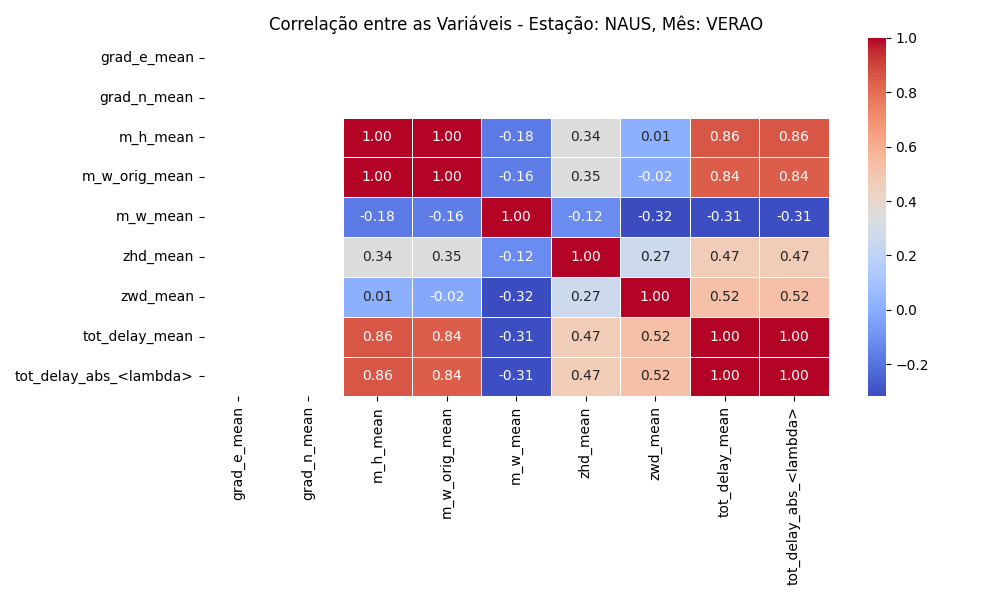 Correlação entre as Variáveis - Estação: NAUS, Mês: VERAO
grad_e_mean
grad_n_mean
m_h_mean 1.00 1.00 -0.18 0.34 0.01 0.86 0.86
m_w_orig_mean 1.00 1.00 -0.16 0.35 -0.02 0.84 0.84
m_w_mean -0.18 -0.16 1.00 -0.12 -0.32 -0.31 -0.31
zhd_mean 0.34 0.35 -0.12 1.00 0.27 0.47 0.47
zwd_mean 0.01 -0.02 -0.32 0.27 1.00 0.52 0.52
tot_delay_mean 0.86 0.84 -0.31 0.47 0.52 1.00 1.00
tot_delay_abs_<lambda> 0.86 0.84 -0.31 0.47 0.52 1.00 1.00
grad_e_mean
grad_n_mean
m_h_mean
m_w_orig_mean
m_w_mean
zhd_mean
zwd_mean
tot_delay_mean
tot_delay_abs_<lambda>
1.0
0.8
0.6
0.4
0.2
0.0
−0.2